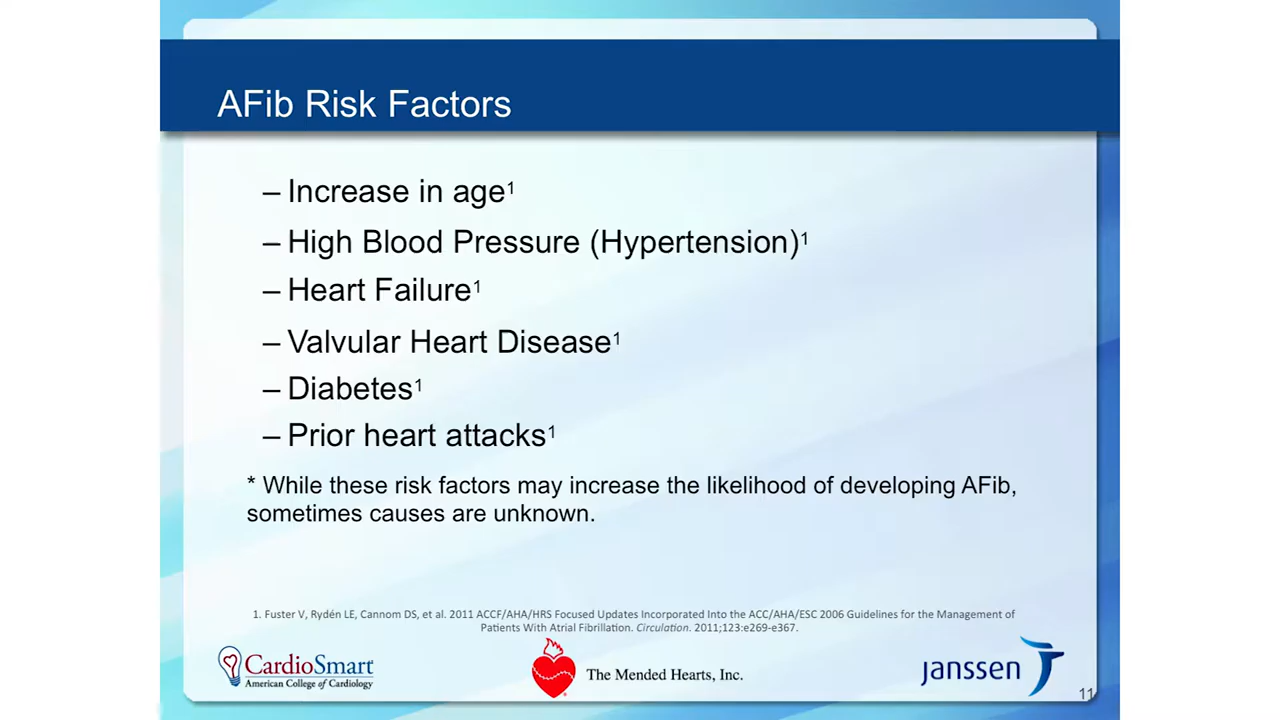 AFib Risk Factors
– Increase in age¹
– High Blood Pressure (Hypertension)¹
– Heart Failure¹
– Valvular Heart Disease¹
– Diabetes¹
– Prior heart attacks¹
* While these risk factors may increase the likelihood of developing AFib,
sometimes causes are unknown.
1. Fuster V, Rydén LE, Cannom DS, et al. 2011 ACCF/AHA/HRS Focused Updates Incorporated Into the ACC/AHA/ESC 2006 Guidelines for the Management of
Patients With Atrial Fibrillation. Circulation. 2011;123:e269-e367.
CardioSmart
American College of Cardiology
The Mended Hearts, Inc.
janssen
11